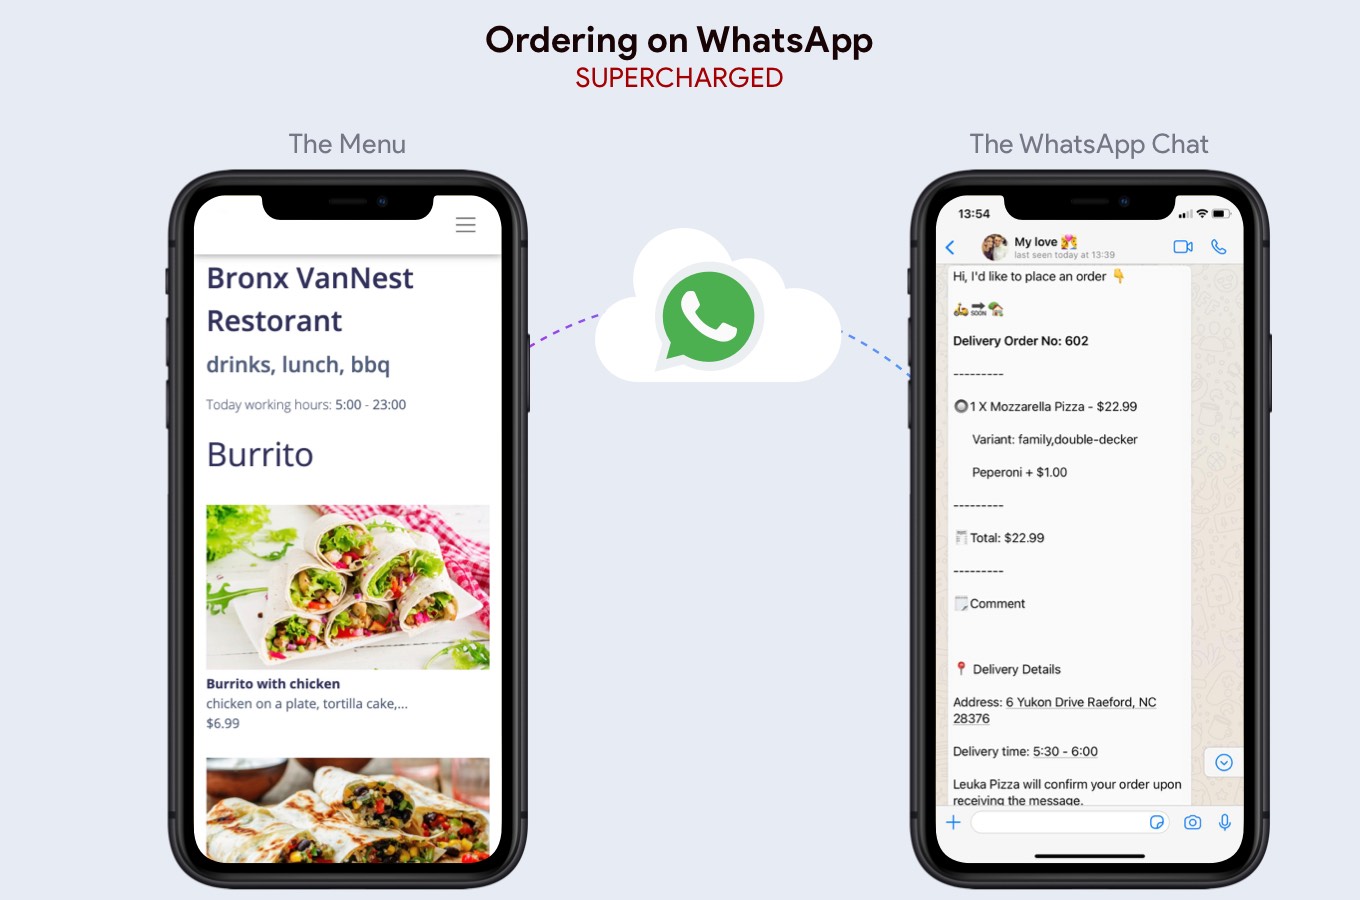 Ordering on WhatsApp
SUPERCHARGED
The Menu
Bronx VanNest
Restorant
drinks, lunch, bbq
Today working hours: 5:00 - 23:00
Burrito
Burrito with chicken
chicken on a plate, tortilla cake,...
$6.99
The WhatsApp Chat
13:54
My love
last seen today at 13:39
Hi, I'd like to place an order
SOON
Delivery Order No: 602
---------
1 X Mozzarella Pizza - $22.99
Variant: family,double-decker
Peperoni + $1.00
---------
Total: $22.99
---------
Comment
Delivery Details
Address: 6 Yukon Drive Raeford, NC
28376
Delivery time: 5:30 - 6:00
Leuka Pizza will confirm your order upon
receiving the message.